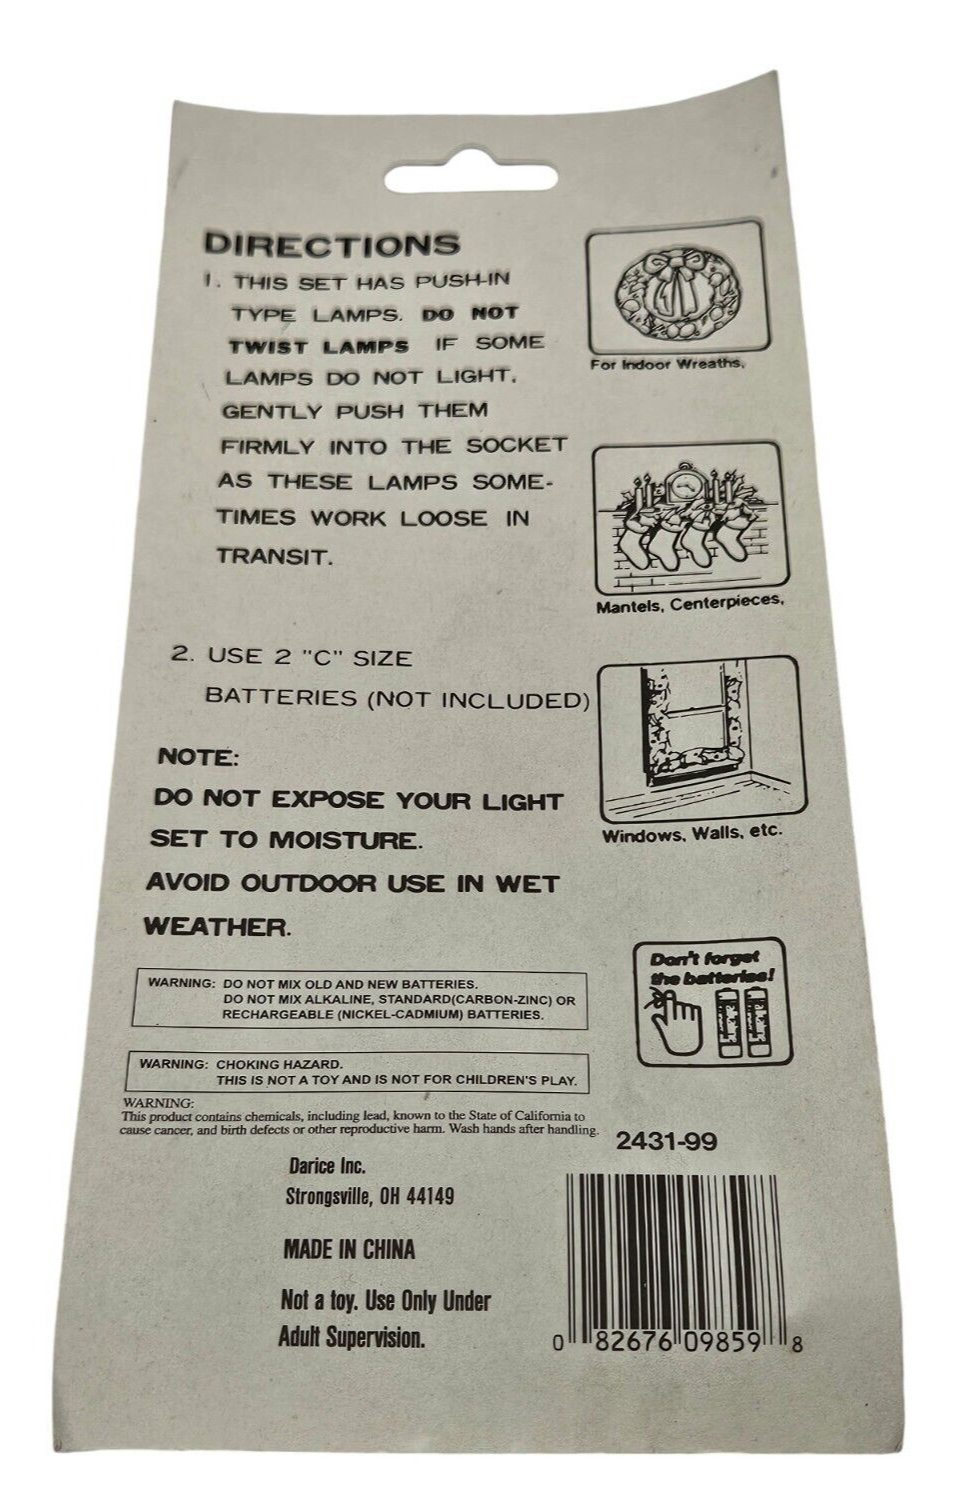 DIRECTIONS
1. THIS SET HAS PUSH-IN
TYPE LAMPS. DO NOT
TWIST LAMPS IF SOME
LAMPS DO NOT LIGHT,
GENTLY PUSH THEM
FIRMLY INTO THE SOCKET
AS THESE LAMPS SOME-
TIMES WORK LOOSE IN
TRANSIT.
For Indoor Wreaths,
Mantels, Centerpieces,
2. USE 2 "C" SIZE
BATTERIES (NOT INCLUDED)
Windows, Walls, etc.
NOTE:
DO NOT EXPOSE YOUR LIGHT
SET TO MOISTURE.
AVOID OUTDOOR USE IN WET
WEATHER.
Don't forget
the batteries!
WARNING: DO NOT MIX OLD AND NEW BATTERIES.
DO NOT MIX ALKALINE, STANDARD(CARBON-ZINC) OR
RECHARGEABLE (NICKEL-CADMIUM) BATTERIES.
WARNING: CHOKING HAZARD.
THIS IS NOT A TOY AND IS NOT FOR CHILDREN'S PLAY.
WARNING:
This product contains chemicals, including lead, known to the State of California to
cause cancer, and birth defects or other reproductive harm. Wash hands after handling.
2431-99
Darice Inc.
Strongsville, OH 44149
MADE IN CHINA
Not a toy. Use Only Under
Adult Supervision.
0 82676 09859 8